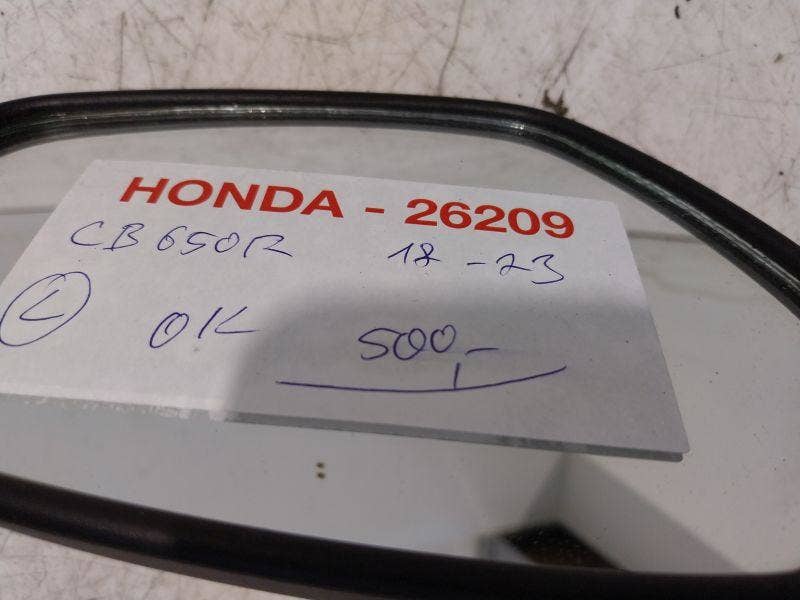 HONDA - 26209
CB650R 18 - 23
L OK 500,-